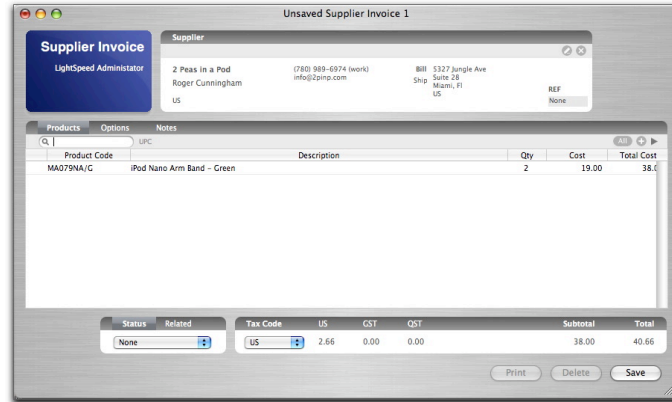 Unsaved Supplier Invoice 1
Supplier Invoice
LightSpeed Administator
Supplier
2 Peas in a Pod
Roger Cunningham
US
(780) 989-6974 (work)
info@2pinp.com
Bill
Ship
5327 Jungle Ave
Suite 28
Miami, Fl
US
REF
None
Products Options Notes
UPC
All
Product Code Description Qty Cost Total Cost
MA079NA/G iPod Nano Arm Band - Green 2 19.00 38.0
Status Related
None
Tax Code US GST QST Subtotal Total
US 2.66 0.00 0.00 38.00 40.66
Print Delete Save